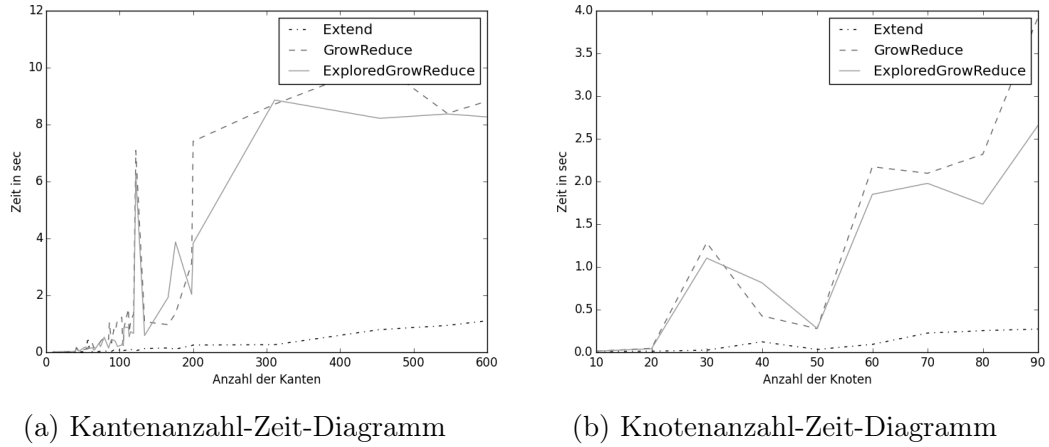 12
10
8
6
4
2
0
Zeit in sec
0 100 200 300 400 500 600
Anzahl der Kanten
Extend
GrowReduce
ExploredGrowReduce
(a) Kantenanzahl-Zeit-Diagramm
4.0
3.5
3.0
2.5
2.0
1.5
1.0
0.5
0.0
Zeit in sec
10 20 30 40 50 60 70 80 90
Anzahl der Knoten
Extend
GrowReduce
ExploredGrowReduce
(b) Knotenanzahl-Zeit-Diagramm